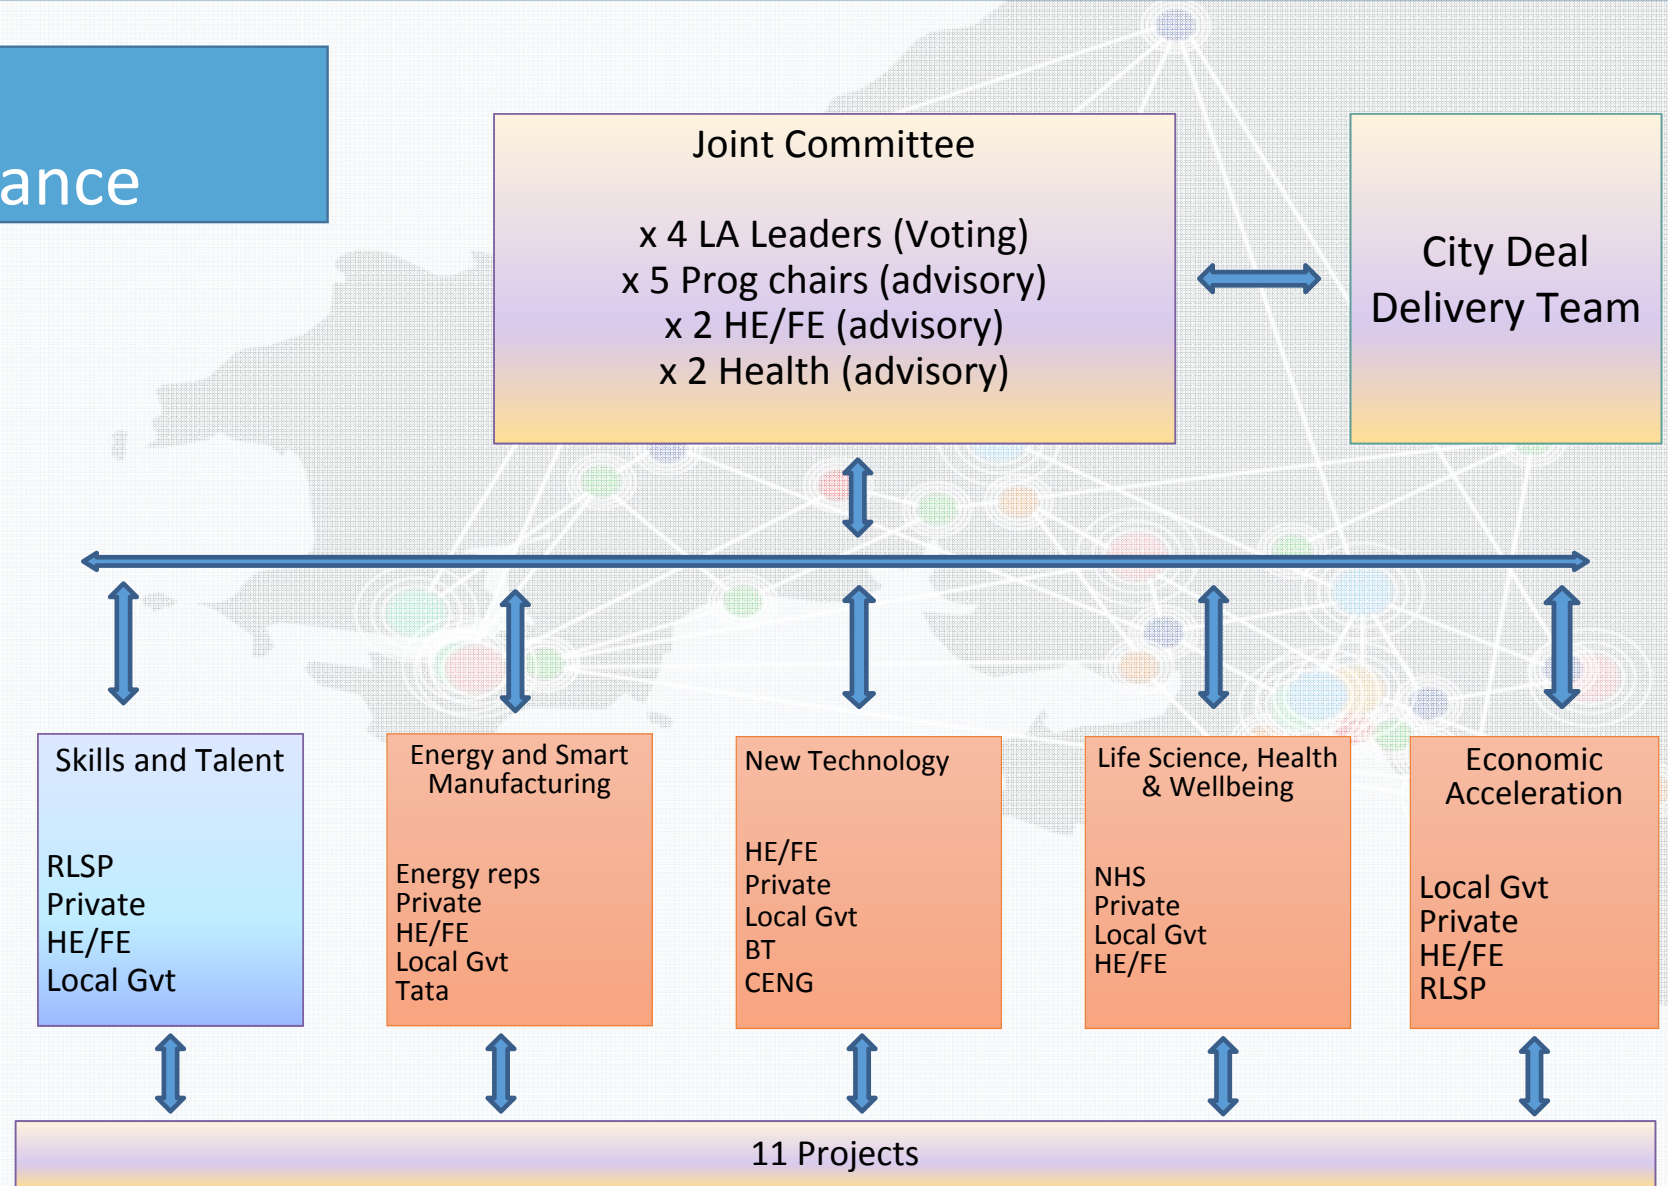 ance
Joint Committee
x 4 LA Leaders (Voting)
x 5 Prog chairs (advisory)
x 2 HE/FE (advisory)
x 2 Health (advisory)
City Deal
Delivery Team
Skills and Talent
RLSP
Private
HE/FE
Local Gvt
Energy and Smart
Manufacturing
Energy reps
Private
HE/FE
Local Gvt
Tata
New Technology
HE/FE
Private
Local Gvt
BT
CENG
Life Science, Health
& Wellbeing
NHS
Private
Local Gvt
HE/FE
Economic
Acceleration
Local Gvt
Private
HE/FE
RLSP
11 Projects